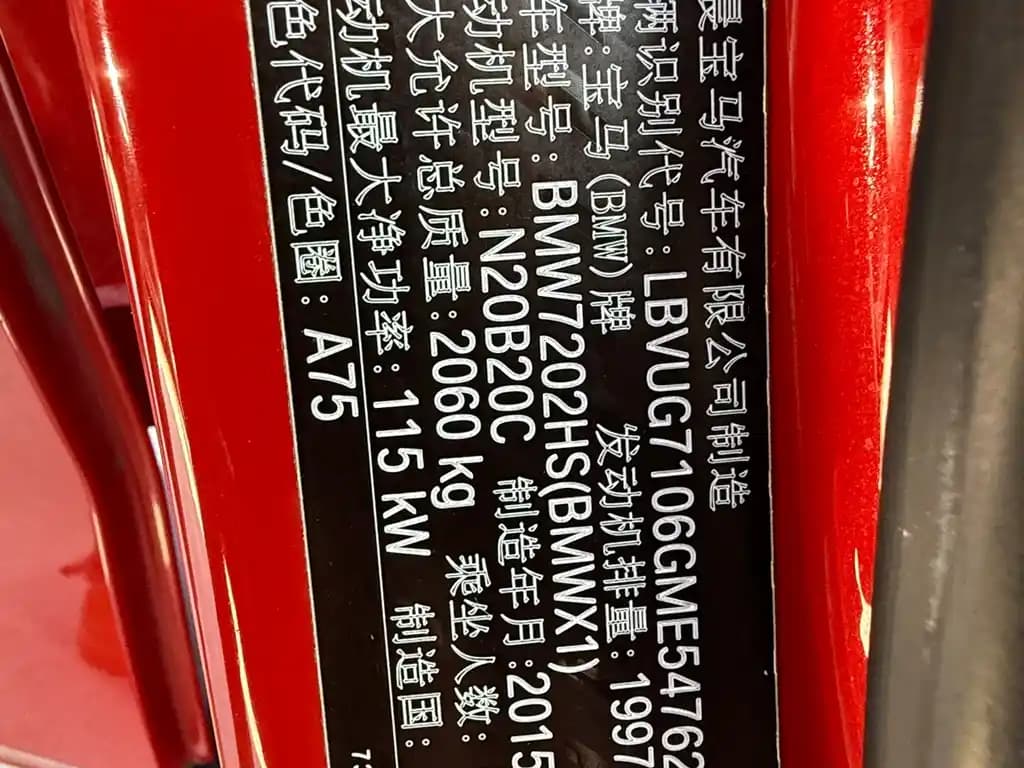 晨宝马汽车有限公司制造
辆识别代号:LBVUG7106GME54762
牌:宝马(BMW)牌 发动机排量:1997
车型号:BMW7202HS(BMWX1)
动机型号:N20B20C 制造年月:2015
大允许总质量:2060 kg 乘坐人数:
动机最大净功率:115 kW 制造国:
色代码/色圈:A75
73